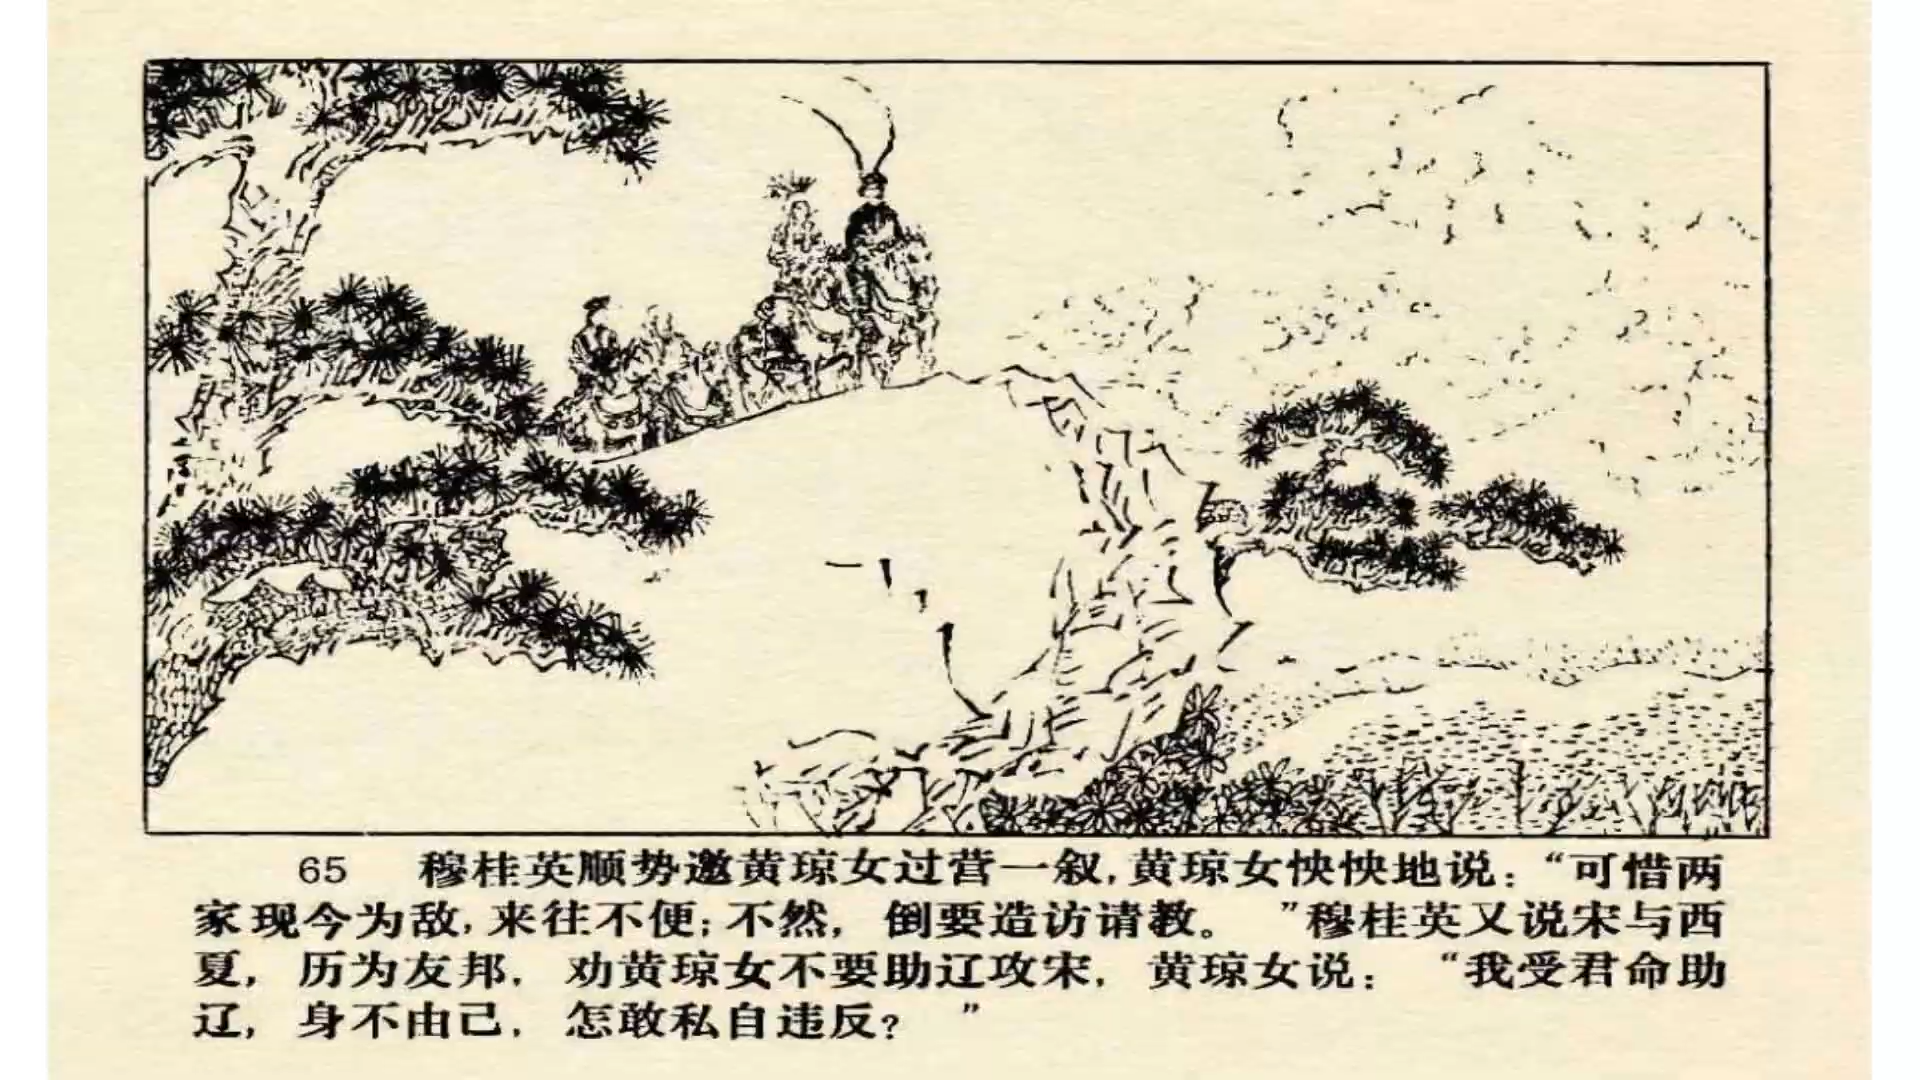 65 穆桂英顺势邀黄琼女过营一叙,黄琼女怏怏地说:“可惜两
家现今为敌,来往不便;不然,倒要造访请教。”穆桂英又说宋与西
夏,历为友邦,劝黄琼女不要助辽攻宋,黄琼女说:“我受君命助
辽,身不由己,怎敢私自违反?”